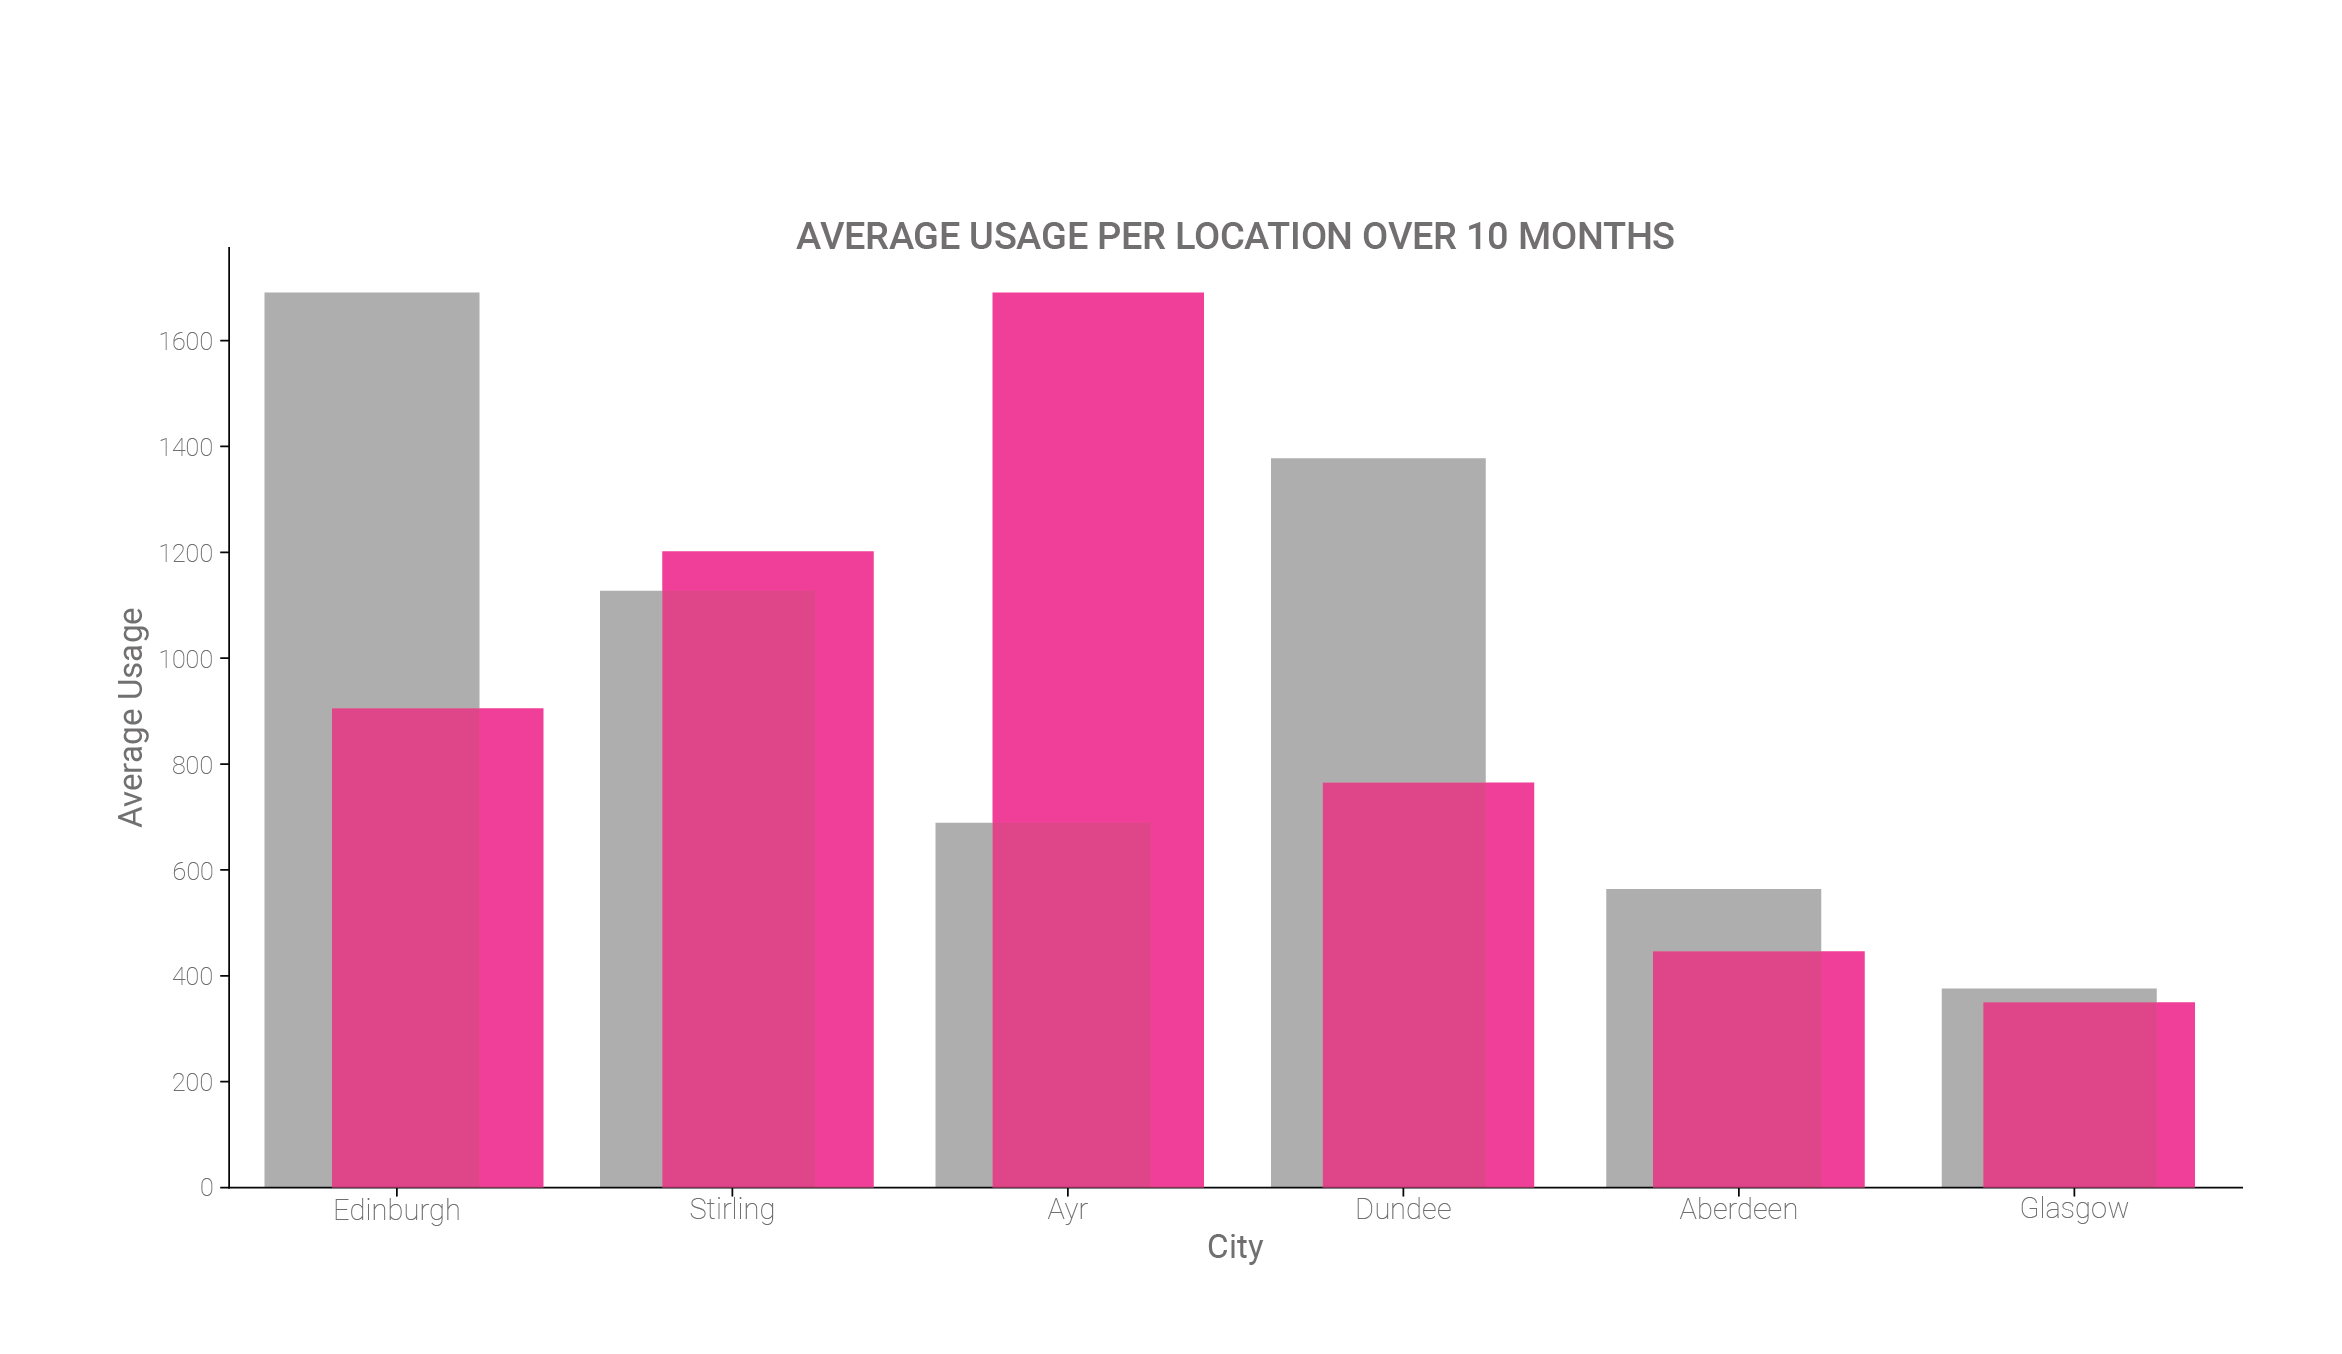 AVERAGE USAGE PER LOCATION OVER 10 MONTHS
1600
1400
1200
1000
800
600
400
200
0
Average Usage
Edinburgh Stirling Ayr Dundee Aberdeen Glasgow
City